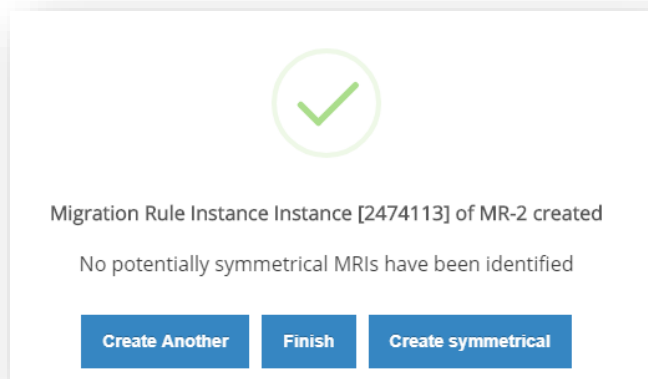 Migration Rule Instance Instance [2474113] of MR-2 created
No potentially symmetrical MRIs have been identified
Create Another Finish Create symmetrical